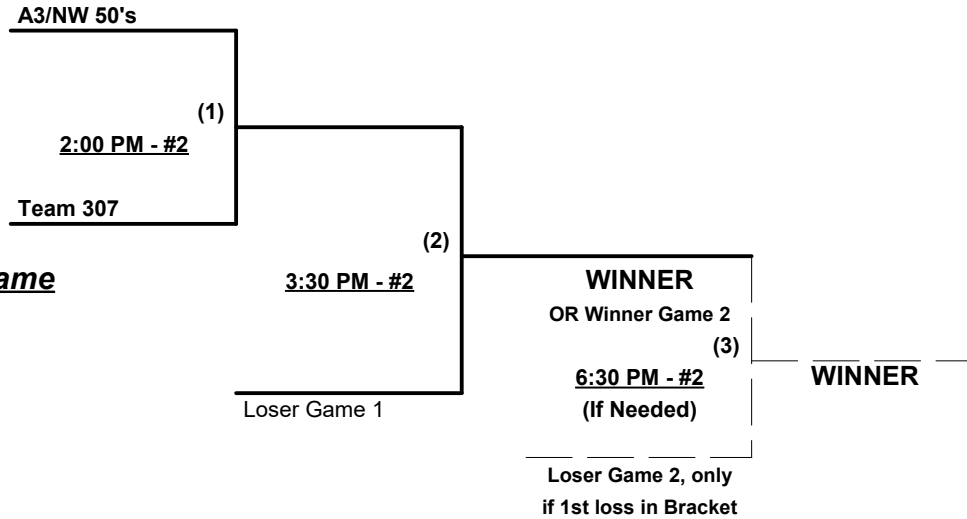 A3/NW 50's
(1)
2:00 PM - #2
Team 307
(2)
3:30 PM - #2
WINNER
OR Winner Game 2
(3)
6:30 PM - #2
WINNER
(If Needed)
Loser Game 1
Loser Game 2, only
if 1st loss in Bracket